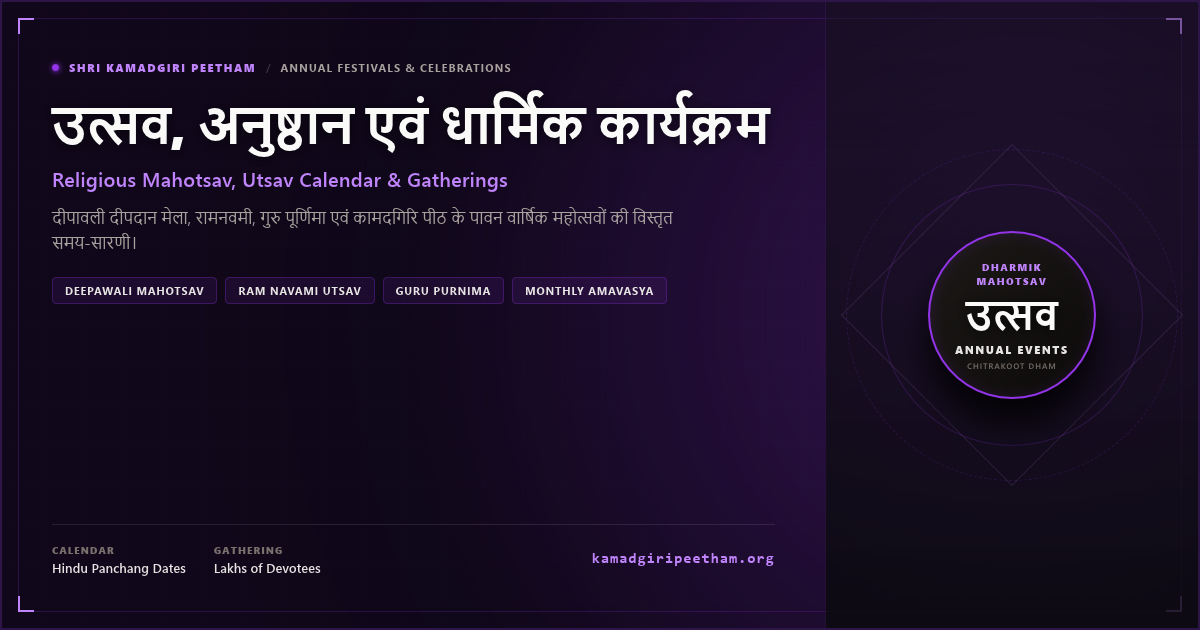 SHRI KAMADGIRI PEETHAM / ANNUAL FESTIVALS & CELEBRATIONS
उत्सव, अनुष्ठान एवं धार्मिक कार्यक्रम
Religious Mahotsav, Utsav Calendar & Gatherings
दीपावली दीपदान मेला, रामनवमी, गुरु पूर्णिमा एवं कामदगिरि पीठ के पावन वार्षिक महोत्सवों की विस्तृत
समय-सारणी।
DEEPAWALI MAHOTSAV RAM NAVAMI UTSAV GURU PURNIMA MONTHLY AMAVASYA
DHARMIK
MAHOTSAV
उत्सव
ANNUAL EVENTS
CHITRAKOOT DHAM
CALENDAR GATHERING
Hindu Panchang Dates Lakhs of Devotees
kamadgiripeetham.org